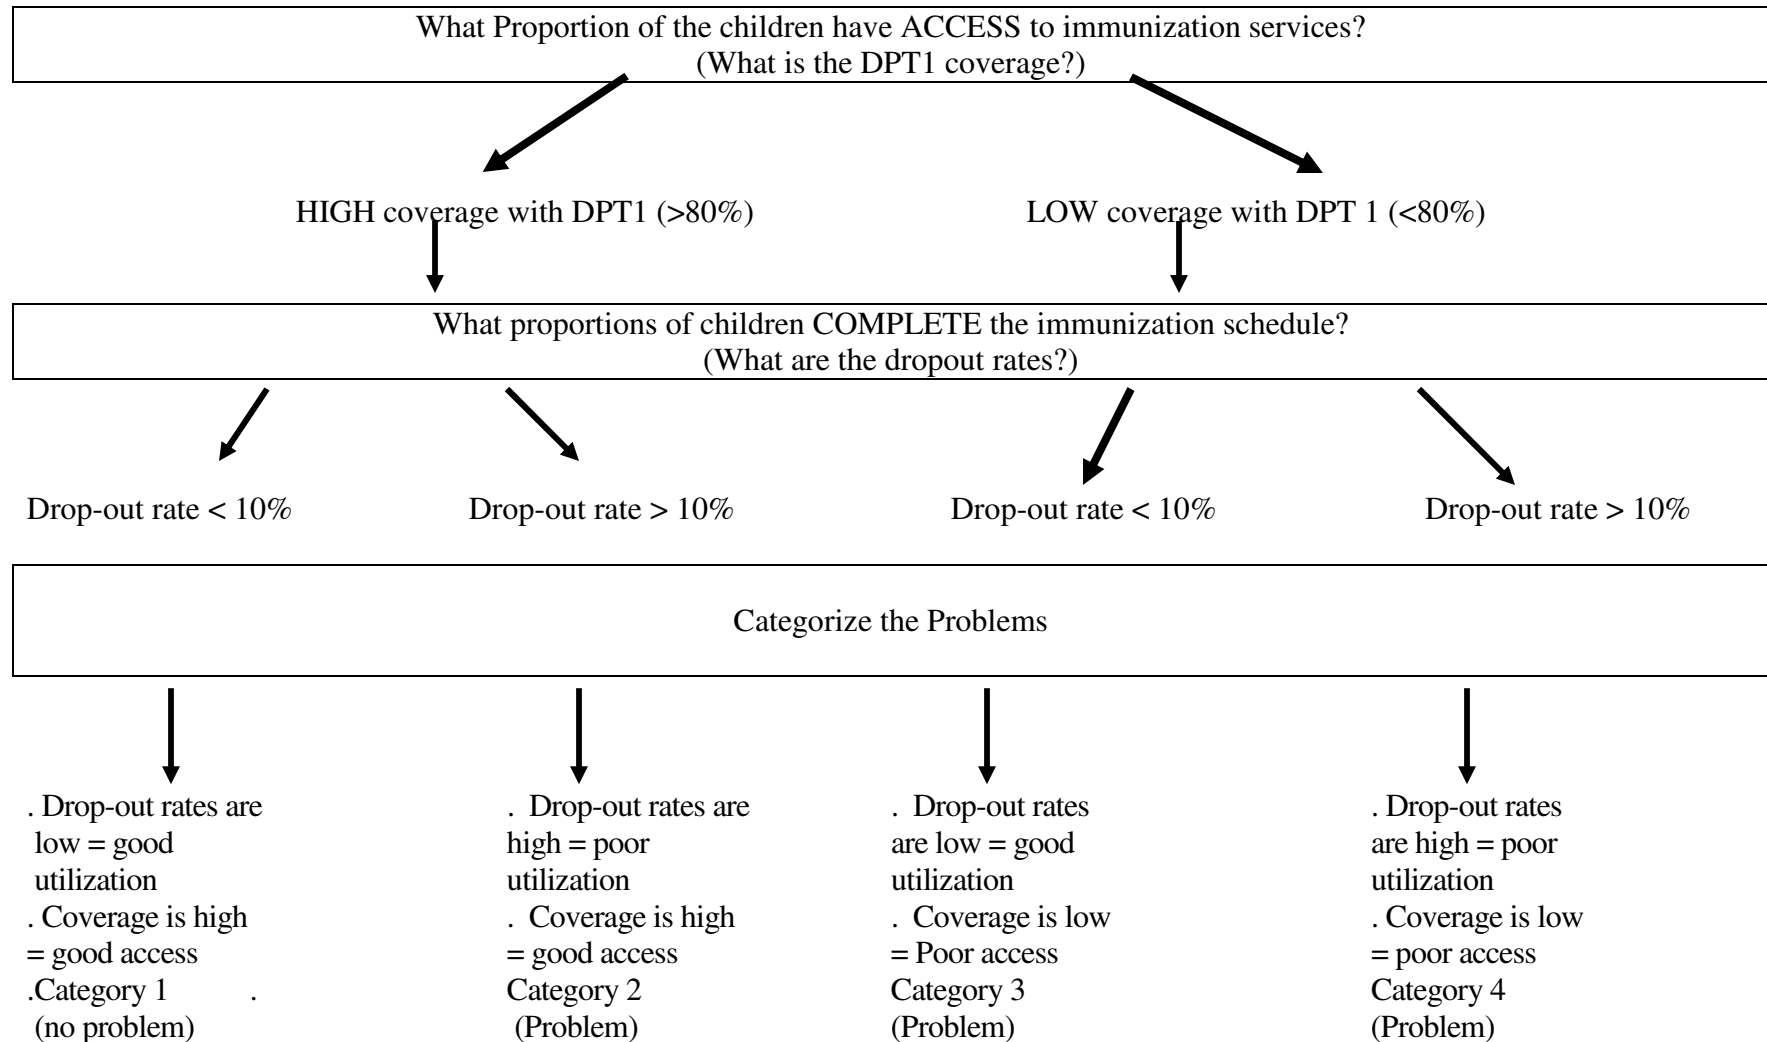 What Proportion of the children have ACCESS to immunization services?
(What is the DPT1 coverage?)
HIGH coverage with DPT1 (>80%)
LOW coverage with DPT 1 (<80%)
What proportions of children COMPLETE the immunization schedule?
(What are the dropout rates?)
Drop-out rate < 10%
Drop-out rate > 10%
Drop-out rate < 10%
Drop-out rate > 10%
Categorize the Problems
. Drop-out rates are
low = good
utilization
. Coverage is high
= good access
.Category 1 .
(no problem)
. Drop-out rates are
high = poor
utilization
. Coverage is high
= good access
Category 2
(Problem)
. Drop-out rates
are low = good
utilization
. Coverage is low
= Poor access
Category 3
(Problem)
. Drop-out rates
are high = poor
utilization
. Coverage is low
= poor access
Category 4
(Problem)